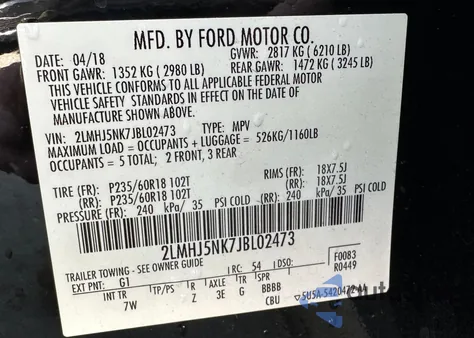 MFD. BY FORD MOTOR CO.
DATE: 04/18 GVWR: 2817 KG ( 6210 LB)
FRONT GAWR: 1352 KG ( 2980 LB) REAR GAWR: 1472 KG ( 3245 LB)
THIS VEHICLE CONFORMS TO ALL APPLICABLE FEDERAL MOTOR
VEHICLE SAFETY STANDARDS IN EFFECT ON THE DATE OF
MANUFACTURE SHOWN ABOVE.
VIN: 2LMHJ5NK7JBL02473 TYPE: MPV
MAXIMUM LOAD = OCCUPANTS + LUGGAGE = 526KG/1160LB
OCCUPANTS = 5 TOTAL; 2 FRONT, 3 REAR
TIRE (FR): P235/60R18 102T RIMS (FR): 18X7.5J
TIRE (RR): P235/60R18 102T RIMS (RR): 18X7.5J
PRESSURE (FR): 240 kPa/ 35 PSI COLD (RR): 240 kPa/ 35 PSI COLD
2LMHJ5NK7JBL02473
TRAILER TOWING - SEE OWNER GUIDE
F0083
R0449
EXT PNT: G1 RC: 54 DSO:
INT TR TP/PS R AXLE TR SPR
7W Z 3E G BBBB
CBU